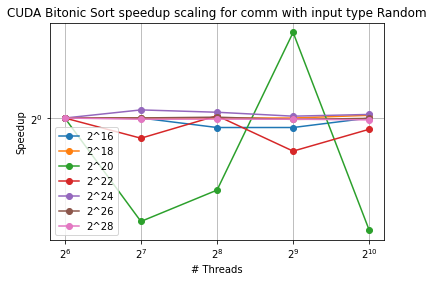 CUDA Bitonic Sort speedup scaling for comm with input type Random
Speedup
2^0
2^16
2^18
2^20
2^22
2^24
2^26
2^28
2^6 2^7 2^8 2^9 2^10
# Threads